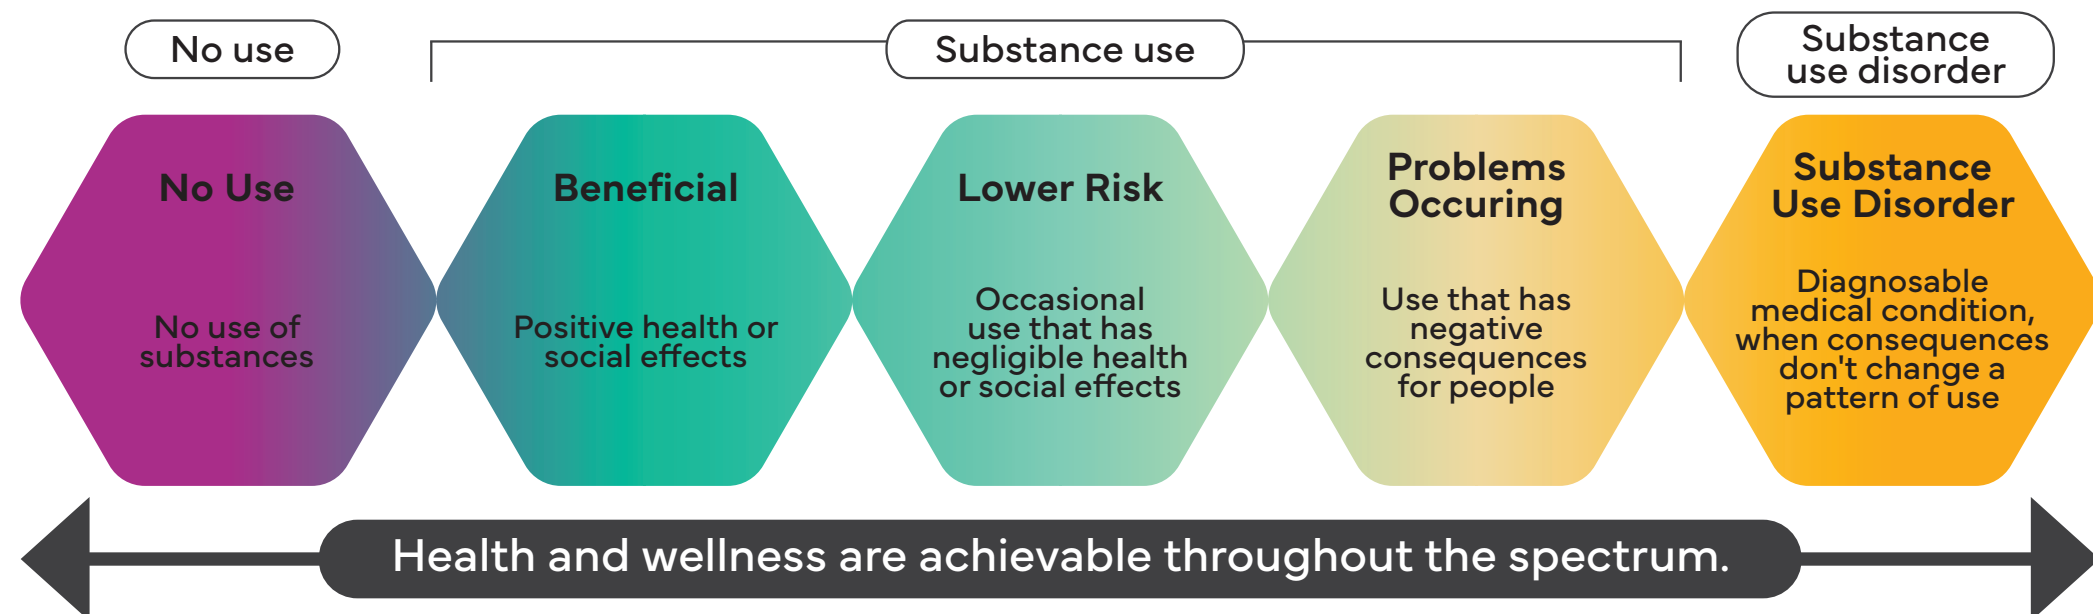 No use
Substance use
Substance
use disorder
No Use
No use of
substances
Beneficial
Positive health or
social effects
Lower Risk
Occasional
use that has
negligible health
or social effects
Problems
Occuring
Use that has
negative
consequences
for people
Substance
Use Disorder
Diagnosable
medical condition,
when consequences
don't change a
pattern of use
Health and wellness are achievable throughout the spectrum.